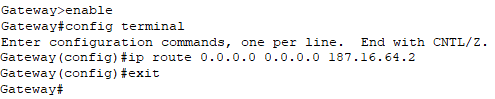 Gateway>enable
Gateway#config terminal
Enter configuration commands, one per line.  End with CNTL/Z.
Gateway(config)#ip route 0.0.0.0 0.0.0.0 187.16.64.2
Gateway(config)#exit
Gateway#